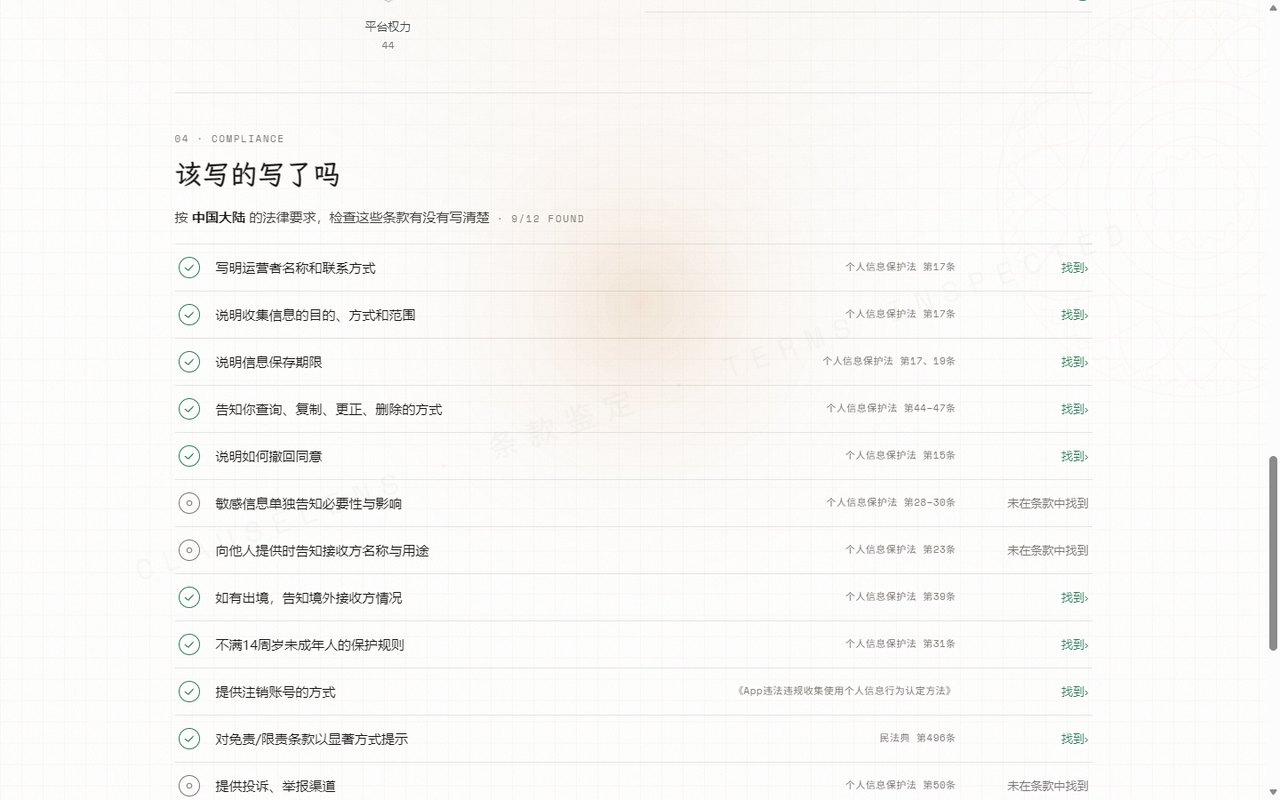 平台权力
44
04 · COMPLIANCE
该写的写了吗
按 中国大陆 的法律要求，检查这些条款有没有写清楚 · 9/12 FOUND
写明运营者名称和联系方式 个人信息保护法 第17条 找到›
说明收集信息的目的、方式和范围 个人信息保护法 第17条 找到›
说明信息保存期限 个人信息保护法 第17、19条 找到›
告知你查询、复制、更正、删除的方式 个人信息保护法 第44-47条 找到›
说明如何撤回同意 个人信息保护法 第15条 找到›
敏感信息单独告知必要性与影响 个人信息保护法 第28-30条 未在条款中找到
向他人提供时告知接收方名称与用途 个人信息保护法 第23条 未在条款中找到
如有出境，告知境外接收方情况 个人信息保护法 第39条 找到›
不满14周岁未成年人的保护规则 个人信息保护法 第31条 找到›
提供注销账号的方式 《App违法违规收集使用个人信息行为认定方法》 找到›
对免责/限责条款以显著方式提示 民法典 第496条 找到›
提供投诉、举报渠道 个人信息保护法 第50条 未在条款中找到
条款鉴定 · TERMS INSPECTED